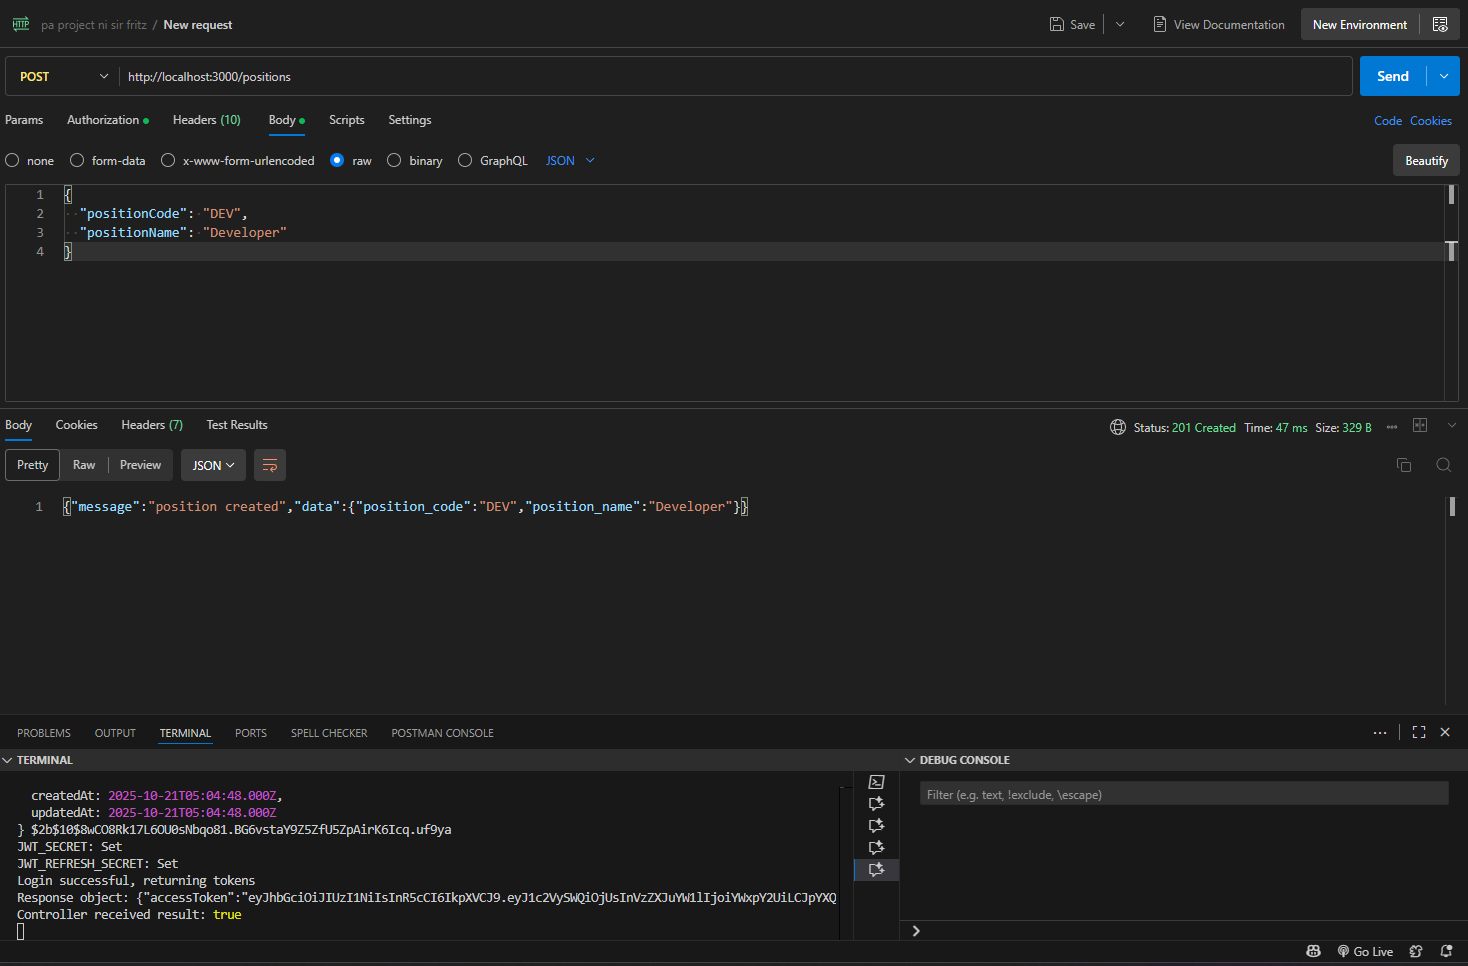 HTTP pa project ni sir fritz / New request Save View Documentation New Environment
POST http://localhost:3000/positions Send
Params Authorization Headers (10) Body Scripts Settings Code Cookies
none form-data x-www-form-urlencoded raw binary GraphQL JSON Beautify
1 {
2 "positionCode": "DEV",
3 "positionName": "Developer"
4 }
Body Cookies Headers (7) Test Results Status: 201 Created Time: 47 ms Size: 329 B
Pretty Raw Preview JSON
1 {"message":"position created","data":{"position_code":"DEV","position_name":"Developer"}}
PROBLEMS OUTPUT TERMINAL PORTS SPELL CHECKER POSTMAN CONSOLE
TERMINAL
createdAt: 2025-10-21T05:04:48.000Z,
updatedAt: 2025-10-21T05:04:48.000Z
} $2b$10$8wCO8Rk17L6OU0sNbqo81.BG6vstaY9Z5ZfU5ZpAirK6Icq.uf9ya
JWT_SECRET: Set
JWT_REFRESH_SECRET: Set
Login successful, returning tokens
Response object: {"accessToken":"eyJhbGciOiJIUzI1NiIsInR5cCI6IkpXVCJ9.eyJ1c2VySWQiOjUsInVzZXJuYW1lIjoiYWxpY2UiLCJpYXQ
Controller received result: true
DEBUG CONSOLE
Filter (e.g. text, !exclude, \escape)
Go Live